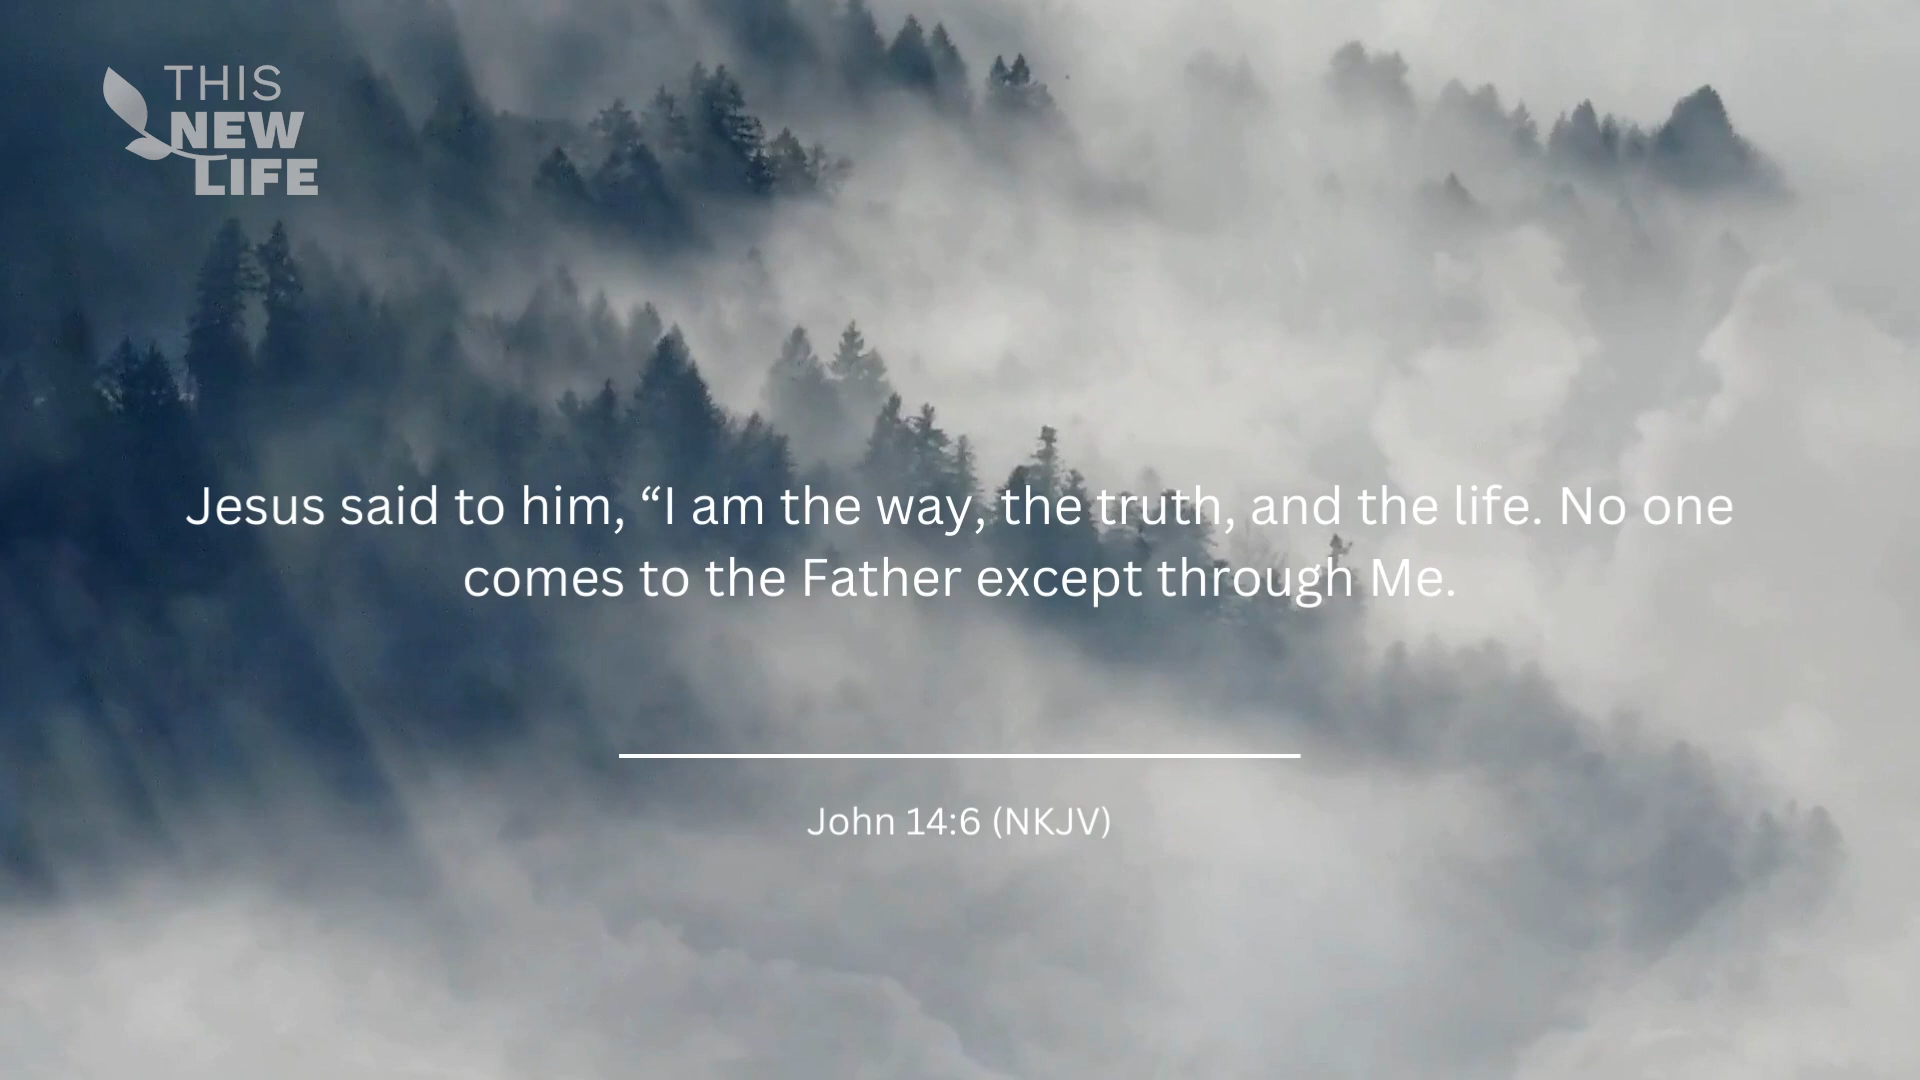 THIS
NEW
LIFE
Jesus said to him, “I am the way, the truth, and the life. No one
comes to the Father except through Me.
John 14:6 (NKJV)